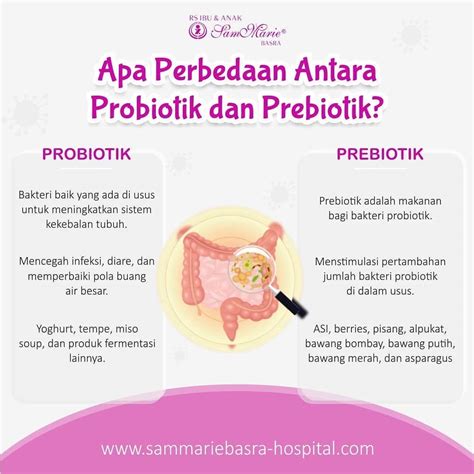 RS IBU & ANAK
SamMarie®
BASRA
Apa Perbedaan Antara
Probiotik dan Prebiotik?
PROBIOTIK
Bakteri baik yang ada di usus
untuk meningkatkan sistem
kekebalan tubuh.
Mencegah infeksi, diare, dan
memperbaiki pola buang
air besar.
Yoghurt, tempe, miso
soup, dan produk fermentasi
lainnya.
PREBIOTIK
Prebiotik adalah makanan
bagi bakteri probiotik.
Menstimulasi pertambahan
jumlah bakteri probiotik
di dalam usus.
ASI, berries, pisang, alpukat,
bawang bombay, bawang putih,
bawang merah, dan asparagus
www.sammariebasra-hospital.com